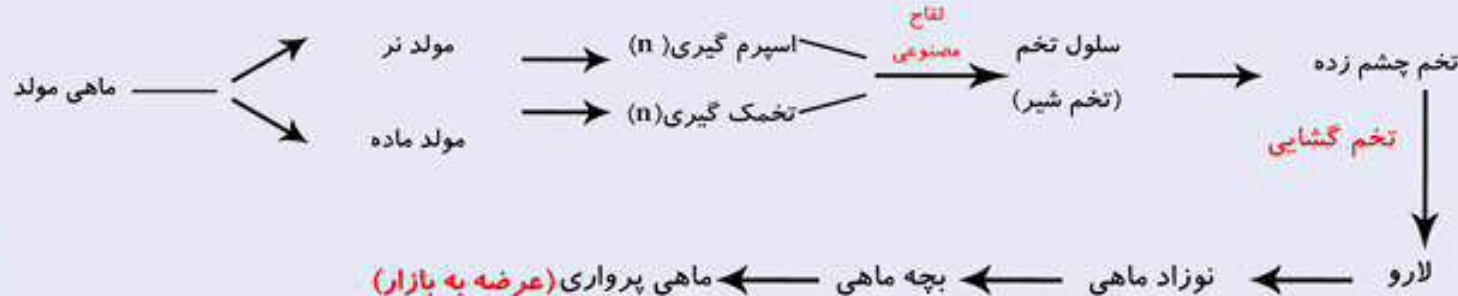 ماهی مولد
مولد نر
مولد ماده
اسپرم گیری( n)
تخمک گیری(n)
لقاح
مصنوعی
سلول تخم
(تخم شیر)
تخم چشم زده
تخم گشایی
لارو
نوزاد ماهی
بچه ماهی
ماهی پرواری (عرضه به بازار)